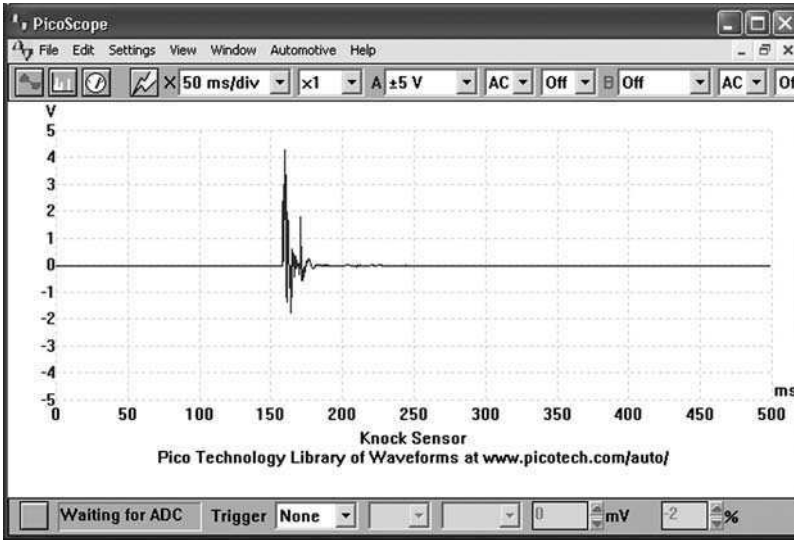 PicoScope
File Edit Settings View Window Automotive Help
X 50 ms/div x1 A ±5 V AC Off B Off AC Of
V
5
4
3
2
1
0
-1
-2
-3
-4
-5
ms
0 50 100 150 200 250 300 350 400 450 500
Knock Sensor
Pico Technology Library of Waveforms at www.picotech.com/auto/
Waiting for ADC Trigger None 0 mV -2 %